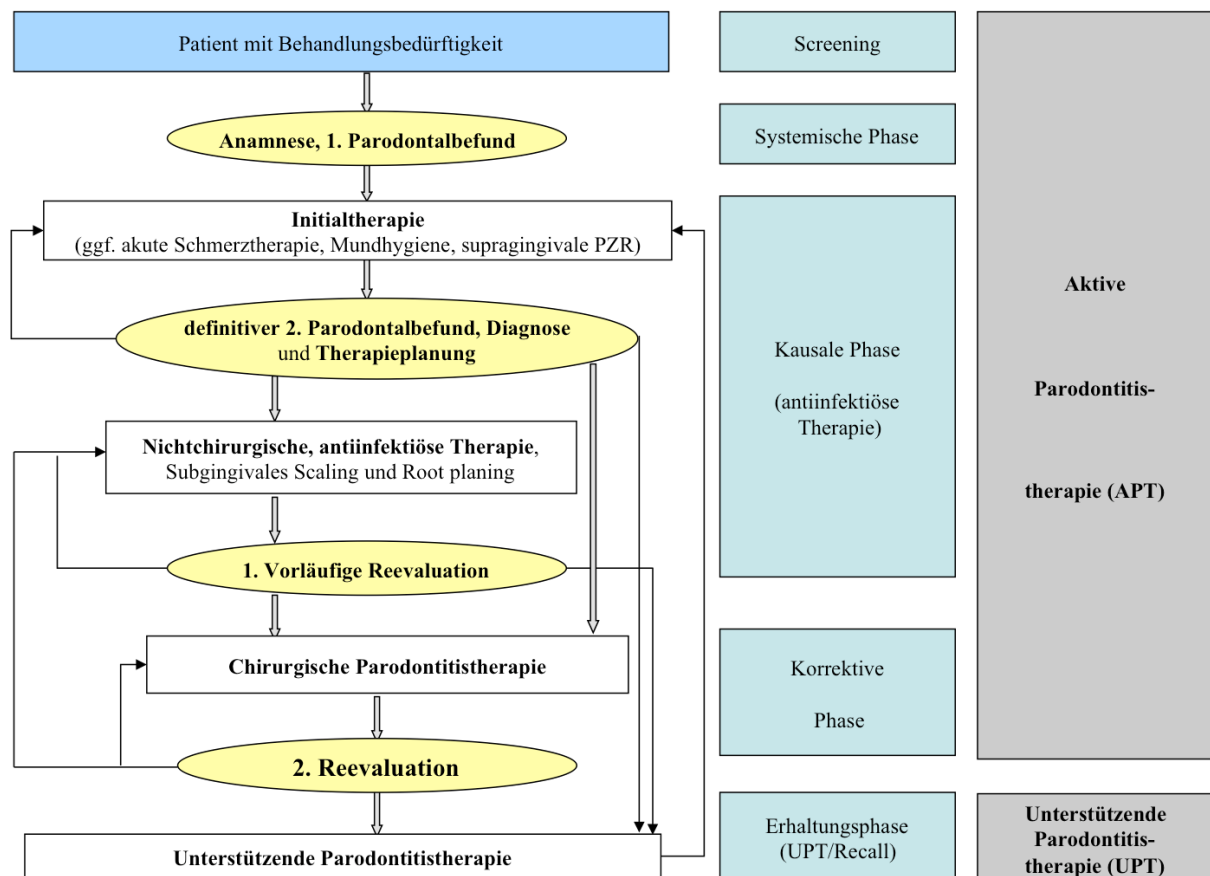 Patient mit Behandlungsbedürftigkeit
Anamnese, 1. Parodontalbefund
Initialtherapie
(ggf. akute Schmerztherapie, Mundhygiene, supragingivale PZR)
definitiver 2. Parodontalbefund, Diagnose
und Therapieplanung
Nichtchirurgische, antiinfektiöse Therapie,
Subgingivales Scaling und Root planing
1. Vorläufige Reevaluation
Chirurgische Parodontitistherapie
2. Reevaluation
Unterstützende Parodontitistherapie
Screening
Systemische Phase
Kausale Phase
(antiinfektiöse
Therapie)
Korrektive
Phase
Erhaltungsphase
(UPT/Recall)
Aktive
Parodontitis-
therapie (APT)
Unterstützende
Parodontitis-
therapie (UPT)